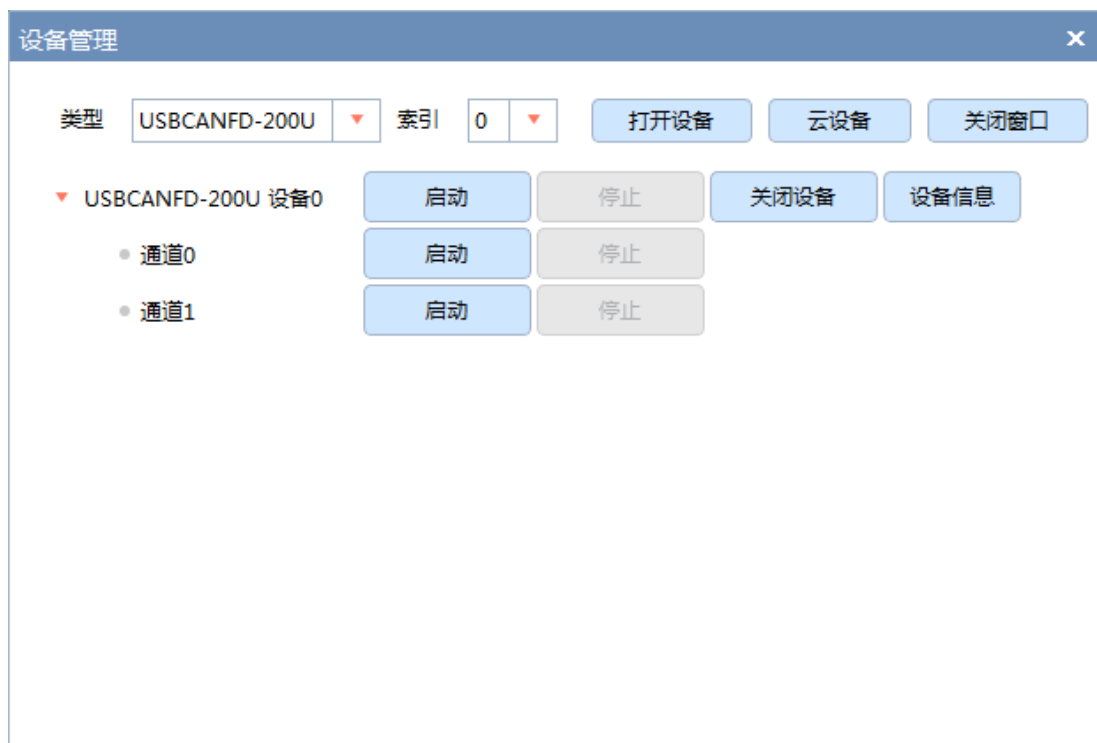 设备管理
类型 USBCANFD-200U 索引 0 打开设备 云设备 关闭窗口
USBCANFD-200U 设备0 启动 停止 关闭设备 设备信息
通道0 启动 停止
通道1 启动 停止